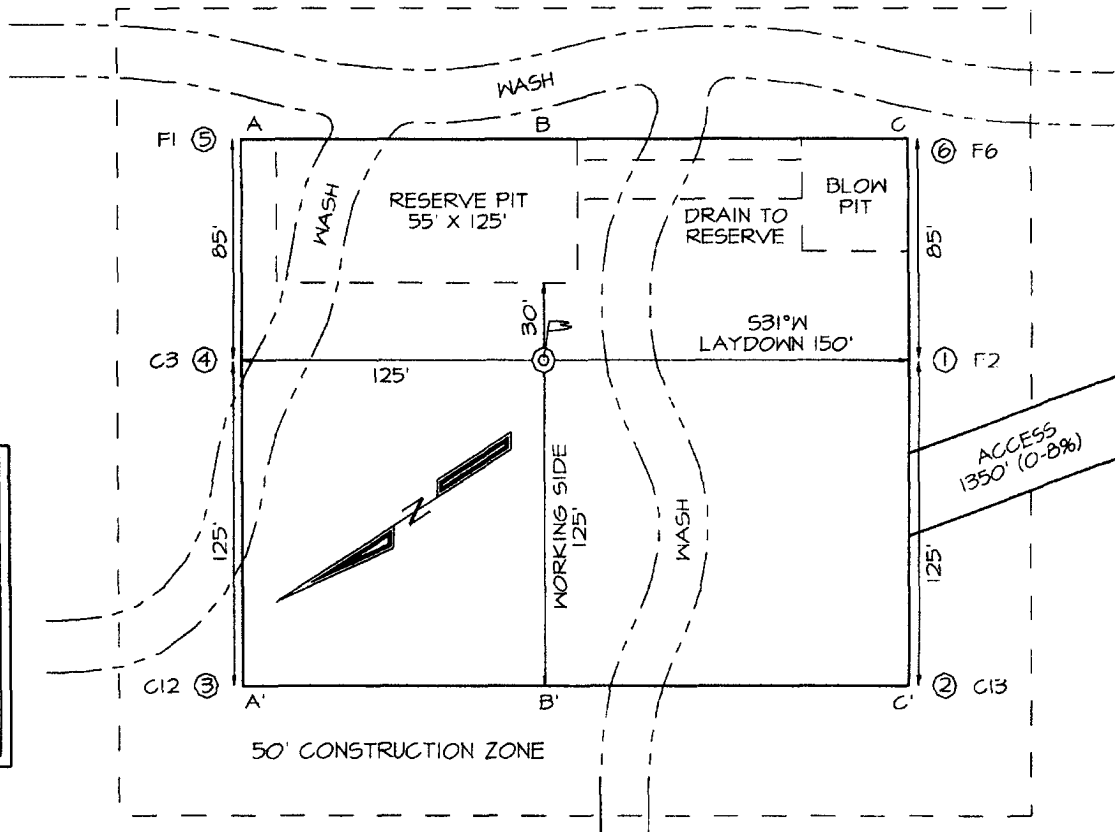 WASH
A B C
F1 ⑤
⑥ F6
RESERVE PIT
55' X 125'
BLOW
PIT
DRAIN TO
RESERVE
WASH
85'
85'
30'
S31°W
LAYDOWN 150'
C3 ④
125'
① F2
ACCESS
1350' (0-8%)
N
WORKING SIDE
125'
WASH
125'
125'
C12 ③
② C13
A' B' C'
50' CONSTRUCTION ZONE